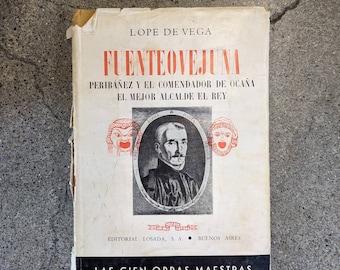 LOPE DE VEGA
FUENTEOVEJUNA
PERIBÁÑEZ Y EL COMENDADOR DE OCAÑA
EL MEJOR ALCALDE EL REY
EDITORIAL LOSADA, S. A. • BUENOS AIRES
LAS CIEN OBRAS MAESTRAS